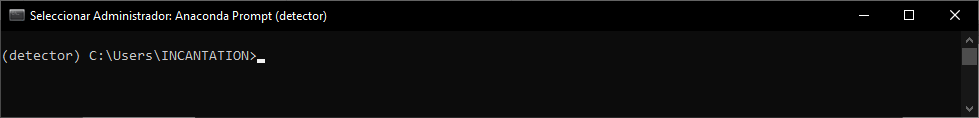 Seleccionar Administrador: Anaconda Prompt (detector)
(detector) C:\Users\INCANTATION>